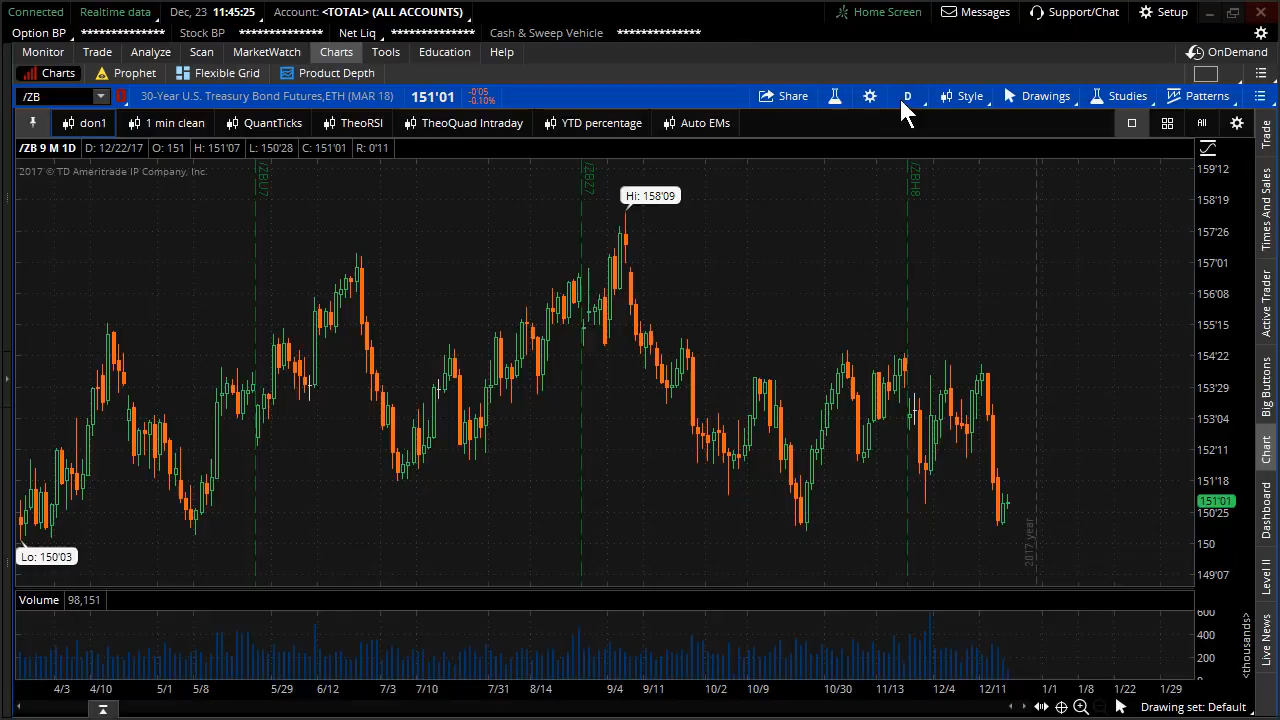 Connected Realtime data Dec, 23 11:45:25 Account: <TOTAL> (ALL ACCOUNTS) Home Screen Messages Support/Chat Setup
Option BP *************** Stock BP *************** Net Liq *************** Cash & Sweep Vehicle ***************
Monitor Trade Analyze Scan MarketWatch Charts Tools Education Help OnDemand
Charts Prophet Flexible Grid Product Depth
/ZB 30-Year U.S. Treasury Bond Futures,ETH (MAR 18) 151'01 -0'05
-0.10%
Share D Style Drawings Studies Patterns
don1 1 min clean QuantTicks TheoRSI TheoQuad Intraday YTD percentage Auto EMs All
/ZB 9 M 1D D: 12/22/17 O: 151 H: 151'07 L: 150'28 C: 151'01 R: 0'11
2017 © TD Ameritrade IP Company, Inc.
/ZBU7
/ZBZ7
/ZBH8
Hi: 158'09
Lo: 150'03
2017 year
159'12
158'19
157'26
157'01
156'08
155'15
154'22
153'29
153'04
152'11
151'18
151'01
150'25
150
149'07
Volume 98,151
600
400
200
<thousands>
4/3 4/10 5/1 5/8 5/29 6/12 7/3 7/10 7/31 8/14 9/4 9/11 10/2 10/9 10/30 11/13 12/4 12/11 1/1 1/8 1/22 1/29
Drawing set: Default
Trade
Times And Sales
Active Trader
Big Buttons
Chart
Dashboard
Level II
Live News